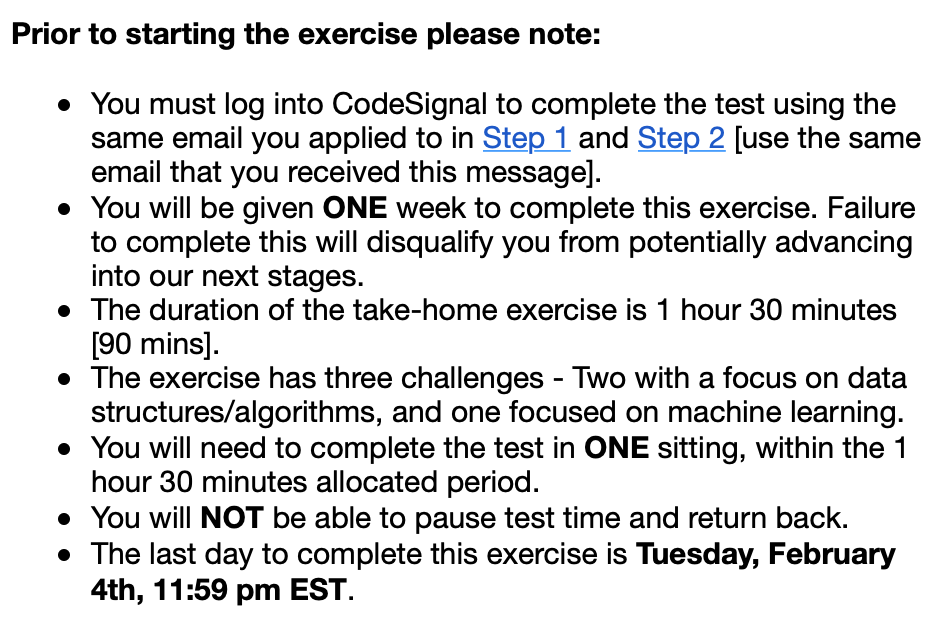 Prior to starting the exercise please note:
● You must log into CodeSignal to complete the test using the
same email you applied to in Step 1 and Step 2 [use the same
email that you received this message].
● You will be given ONE week to complete this exercise. Failure
to complete this will disqualify you from potentially advancing
into our next stages.
● The duration of the take-home exercise is 1 hour 30 minutes
[90 mins].
● The exercise has three challenges - Two with a focus on data
structures/algorithms, and one focused on machine learning.
● You will need to complete the test in ONE sitting, within the 1
hour 30 minutes allocated period.
● You will NOT be able to pause test time and return back.
● The last day to complete this exercise is Tuesday, February
4th, 11:59 pm EST.